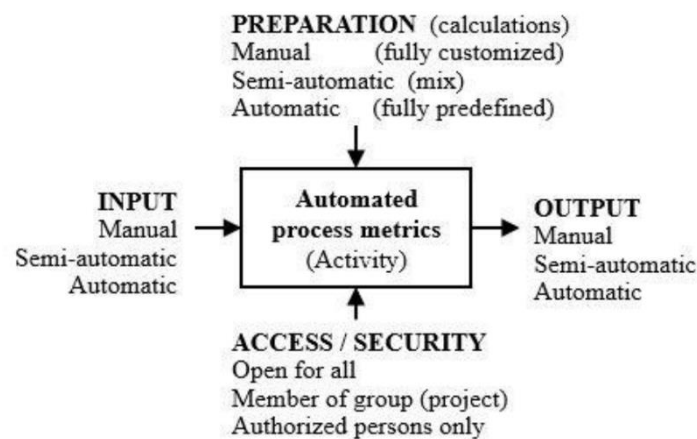 PREPARATION (calculations)
Manual (fully customized)
Semi-automatic (mix)
Automatic (fully predefined)
INPUT
Manual
Semi-automatic
Automatic
Automated
process metrics
(Activity)
OUTPUT
Manual
Semi-automatic
Automatic
ACCESS / SECURITY
Open for all
Member of group (project)
Authorized persons only